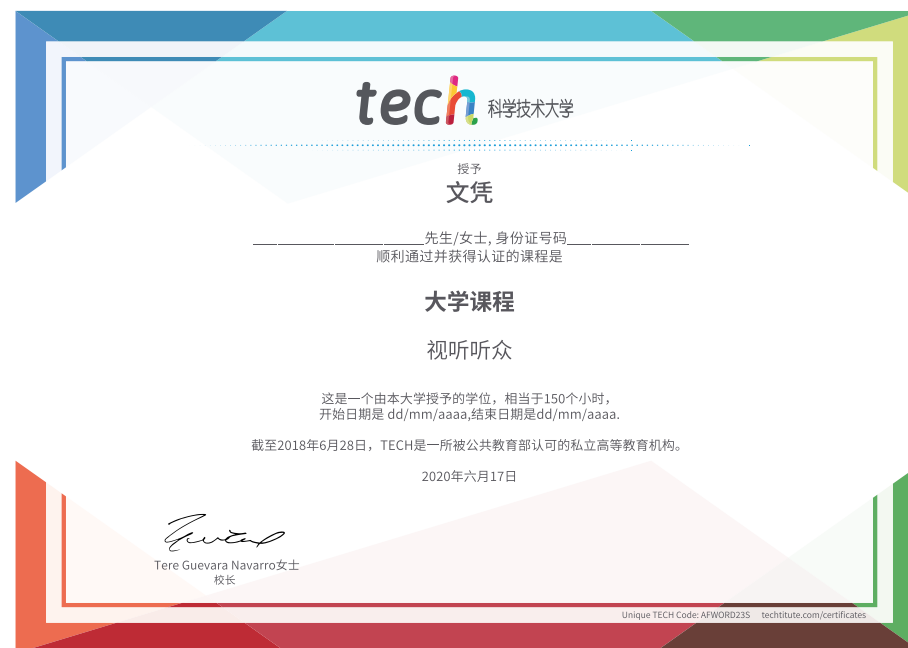 tech 科学技术大学
授予
文凭
____________________先生/女士, 身份证号码______________
顺利通过并获得认证的课程是
大学课程
视听听众
这是一个由本大学授予的学位，相当于150个小时，
开始日期是 dd/mm/aaaa,结束日期是dd/mm/aaaa.
截至2018年6月28日，TECH是一所被公共教育部认可的私立高等教育机构。
2020年六月17日
Tere Guevara Navarro女士
校长
Unique TECH Code: AFWORD23S techtitute.com/certificates